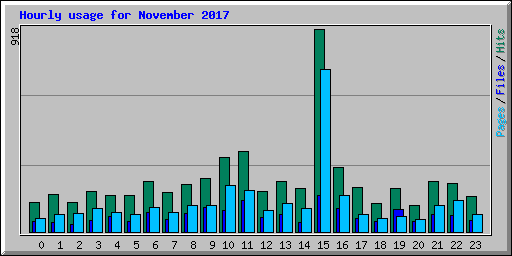 Hourly usage for November 2017
918
Pages / Files / Hits
0 1 2 3 4 5 6 7 8 9 10 11 12 13 14 15 16 17 18 19 20 21 22 23